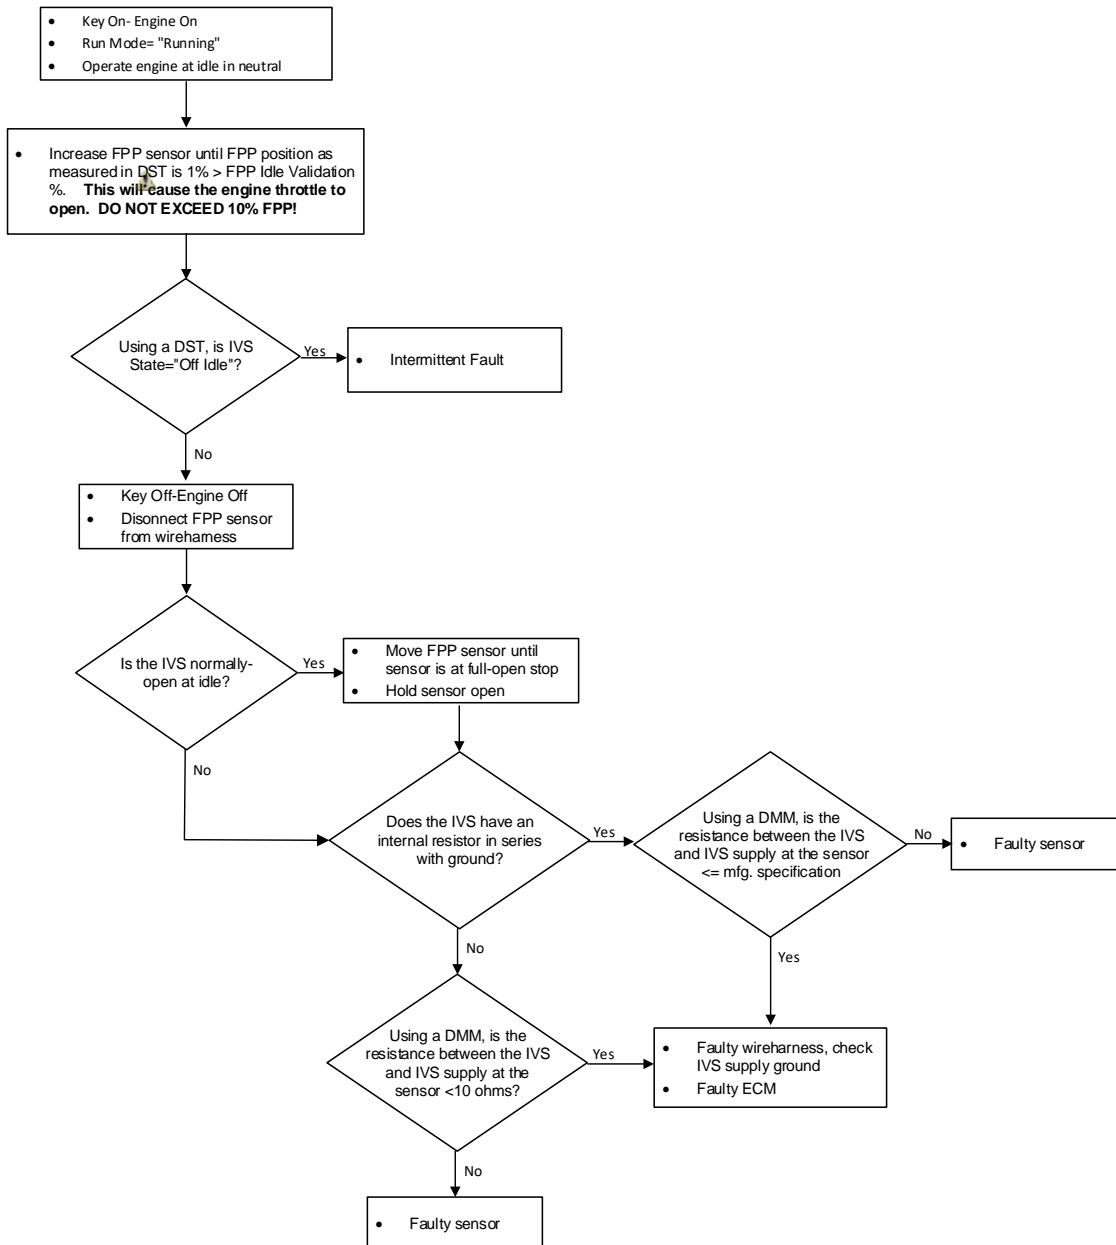 • Key On- Engine On
• Run Mode= "Running"
• Operate engine at idle in neutral
• Increase FPP sensor until FPP position as
measured in DST is 1% > FPP Idle Validation
%. This will cause the engine throttle to
open. DO NOT EXCEED 10% FPP!
Using a DST, is IVS
State="Off Idle"?
Yes
• Intermittent Fault
No
• Key Off-Engine Off
• Disonnect FPP sensor
from wireharness
Is the IVS normally-
open at idle?
Yes
• Move FPP sensor until
sensor is at full-open stop
• Hold sensor open
No
Does the IVS have an
internal resistor in series
with ground?
Yes
Using a DMM, is the
resistance between the IVS
and IVS supply at the sensor
<= mfg. specification
No
• Faulty sensor
No
Yes
Using a DMM, is the
resistance between the IVS
and IVS supply at the
sensor <10 ohms?
Yes
• Faulty wireharness, check
IVS supply ground
• Faulty ECM
No
• Faulty sensor